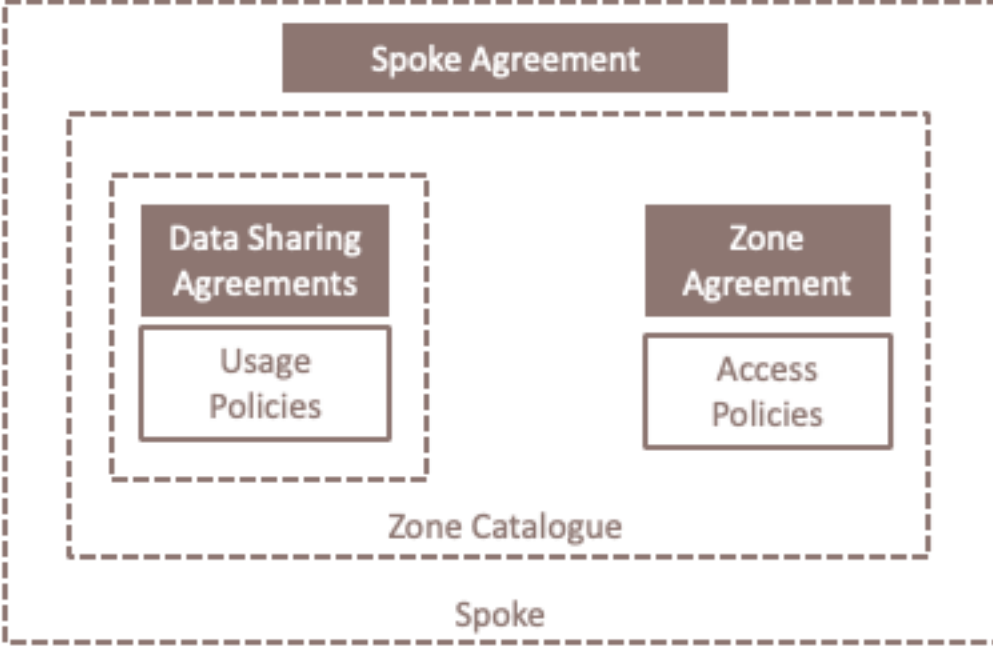 Spoke Agreement
Data Sharing
Agreements
Usage
Policies
Zone
Agreement
Access
Policies
Zone Catalogue
Spoke